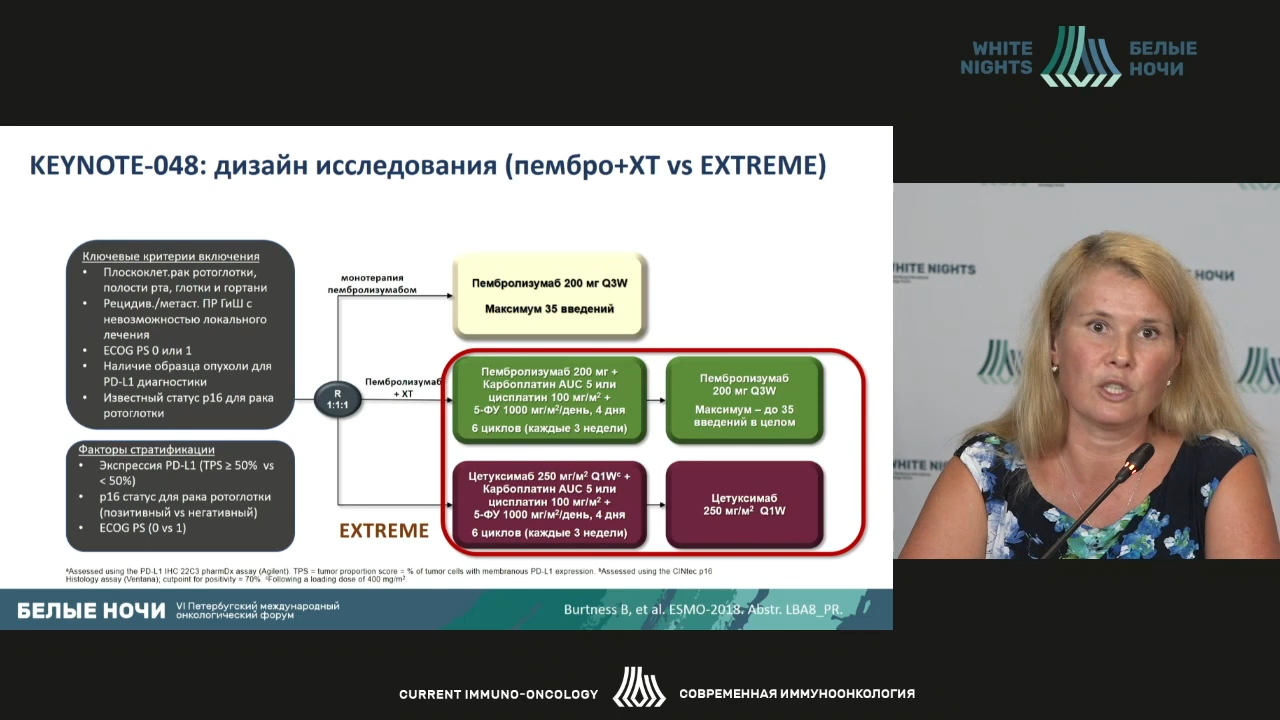 WHITE
NIGHTS
БЕЛЫЕ
НОЧИ
KEYNOTE-048: дизайн исследования (пембро+ХТ vs EXTREME)
Ключевые критерии включения
• Плоскоклет.рак ротоглотки,
полости рта, глотки и гортани
• Рецидив./метаст. ПР ГиШ с
невозможностью локального
лечения
• ECOG PS 0 или 1
• Наличие образца опухоли для
PD-L1 диагностики
• Известный статус p16 для рака
ротоглотки
Факторы стратификации
• Экспрессия PD-L1 (TPS ≥ 50% vs
< 50%)
• p16 статус для рака ротоглотки
(позитивный vs негативный)
• ECOG PS (0 vs 1)
R
1:1:1
монотерапия
пембролизумабом
Пембролизумаб
+ ХТ
EXTREME
Пембролизумаб 200 мг Q3W
Максимум 35 введений
Пембролизумаб 200 мг +
Карбоплатин AUC 5 или
цисплатин 100 мг/м² +
5-ФУ 1000 мг/м²/день, 4 дня
6 циклов (каждые 3 недели)
Пембролизумаб
200 мг Q3W
Максимум – до 35
введений в целом
Цетуксимаб 250 мг/м² Q1Wᶜ +
Карбоплатин AUC 5 или
цисплатин 100 мг/м² +
5-ФУ 1000 мг/м²/день, 4 дня
6 циклов (каждые 3 недели)
Цетуксимаб
250 мг/м² Q1W
ᵃAssessed using the PD-L1 IHC 22C3 pharmDx assay (Agilent). TPS = tumor proportion score = % of tumor cells with membranous PD-L1 expression. ᵇAssessed using the CINtec p16
Histology assay (Ventana); cutpoint for positivity = 70%. ᶜFollowing a loading dose of 400 mg/m².
БЕЛЫЕ НОЧИ
VI Петербургский международный
онкологический форум
Burtness B, et al. ESMO-2018. Abstr. LBA8_PR.
HITE NIGHTS
НОЧИ
WHITE NIGHTS
CURRENT IMMUNO-ONCOLOGY
СОВРЕМЕННАЯ ИММУНООНКОЛОГИЯ